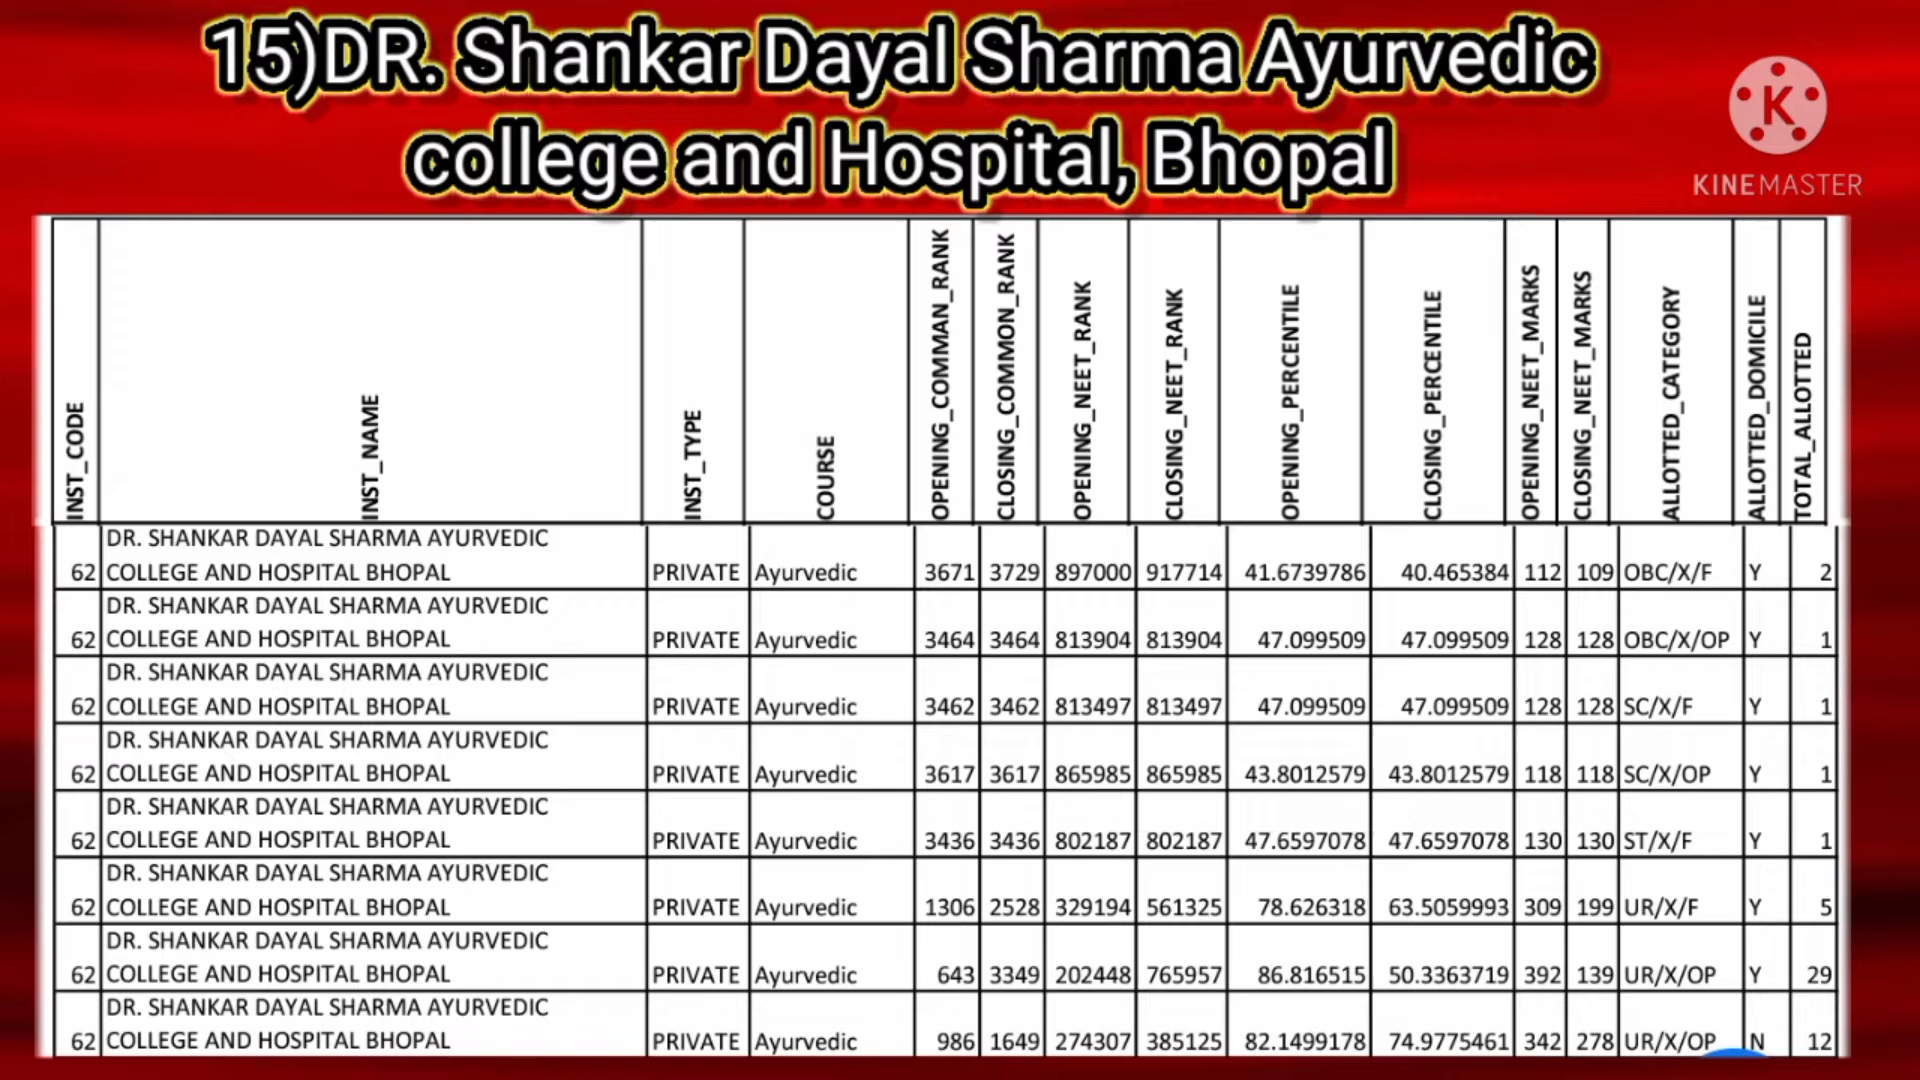 15)DR. Shankar Dayal Sharma Ayurvedic
college and Hospital, Bhopal
K
KINEMASTER
INST_CODE INST_NAME INST_TYPE COURSE OPENING_COMMAN_RANK CLOSING_COMMON_RANK OPENING_NEET_RANK CLOSING_NEET_RANK OPENING_PERCENTILE CLOSING_PERCENTILE OPENING_NEET_MARKS CLOSING_NEET_MARKS ALLOTTED_CATEGORY ALLOTTED_DOMICILE TOTAL_ALLOTTED
DR. SHANKAR DAYAL SHARMA AYURVEDIC
62 COLLEGE AND HOSPITAL BHOPAL PRIVATE Ayurvedic 3671 3729 897000 917714 41.6739786 40.465384 112 109 OBC/X/F Y 2
DR. SHANKAR DAYAL SHARMA AYURVEDIC
62 COLLEGE AND HOSPITAL BHOPAL PRIVATE Ayurvedic 3464 3464 813904 813904 47.099509 47.099509 128 128 OBC/X/OP Y 1
DR. SHANKAR DAYAL SHARMA AYURVEDIC
62 COLLEGE AND HOSPITAL BHOPAL PRIVATE Ayurvedic 3462 3462 813497 813497 47.099509 47.099509 128 128 SC/X/F Y 1
DR. SHANKAR DAYAL SHARMA AYURVEDIC
62 COLLEGE AND HOSPITAL BHOPAL PRIVATE Ayurvedic 3617 3617 865985 865985 43.8012579 43.8012579 118 118 SC/X/OP Y 1
DR. SHANKAR DAYAL SHARMA AYURVEDIC
62 COLLEGE AND HOSPITAL BHOPAL PRIVATE Ayurvedic 3436 3436 802187 802187 47.6597078 47.6597078 130 130 ST/X/F Y 1
DR. SHANKAR DAYAL SHARMA AYURVEDIC
62 COLLEGE AND HOSPITAL BHOPAL PRIVATE Ayurvedic 1306 2528 329194 561325 78.626318 63.5059993 309 199 UR/X/F Y 5
DR. SHANKAR DAYAL SHARMA AYURVEDIC
62 COLLEGE AND HOSPITAL BHOPAL PRIVATE Ayurvedic 643 3349 202448 765957 86.816515 50.3363719 392 139 UR/X/OP Y 29
DR. SHANKAR DAYAL SHARMA AYURVEDIC
62 COLLEGE AND HOSPITAL BHOPAL PRIVATE Ayurvedic 986 1649 274307 385125 82.1499178 74.9775461 342 278 UR/X/OP N 12